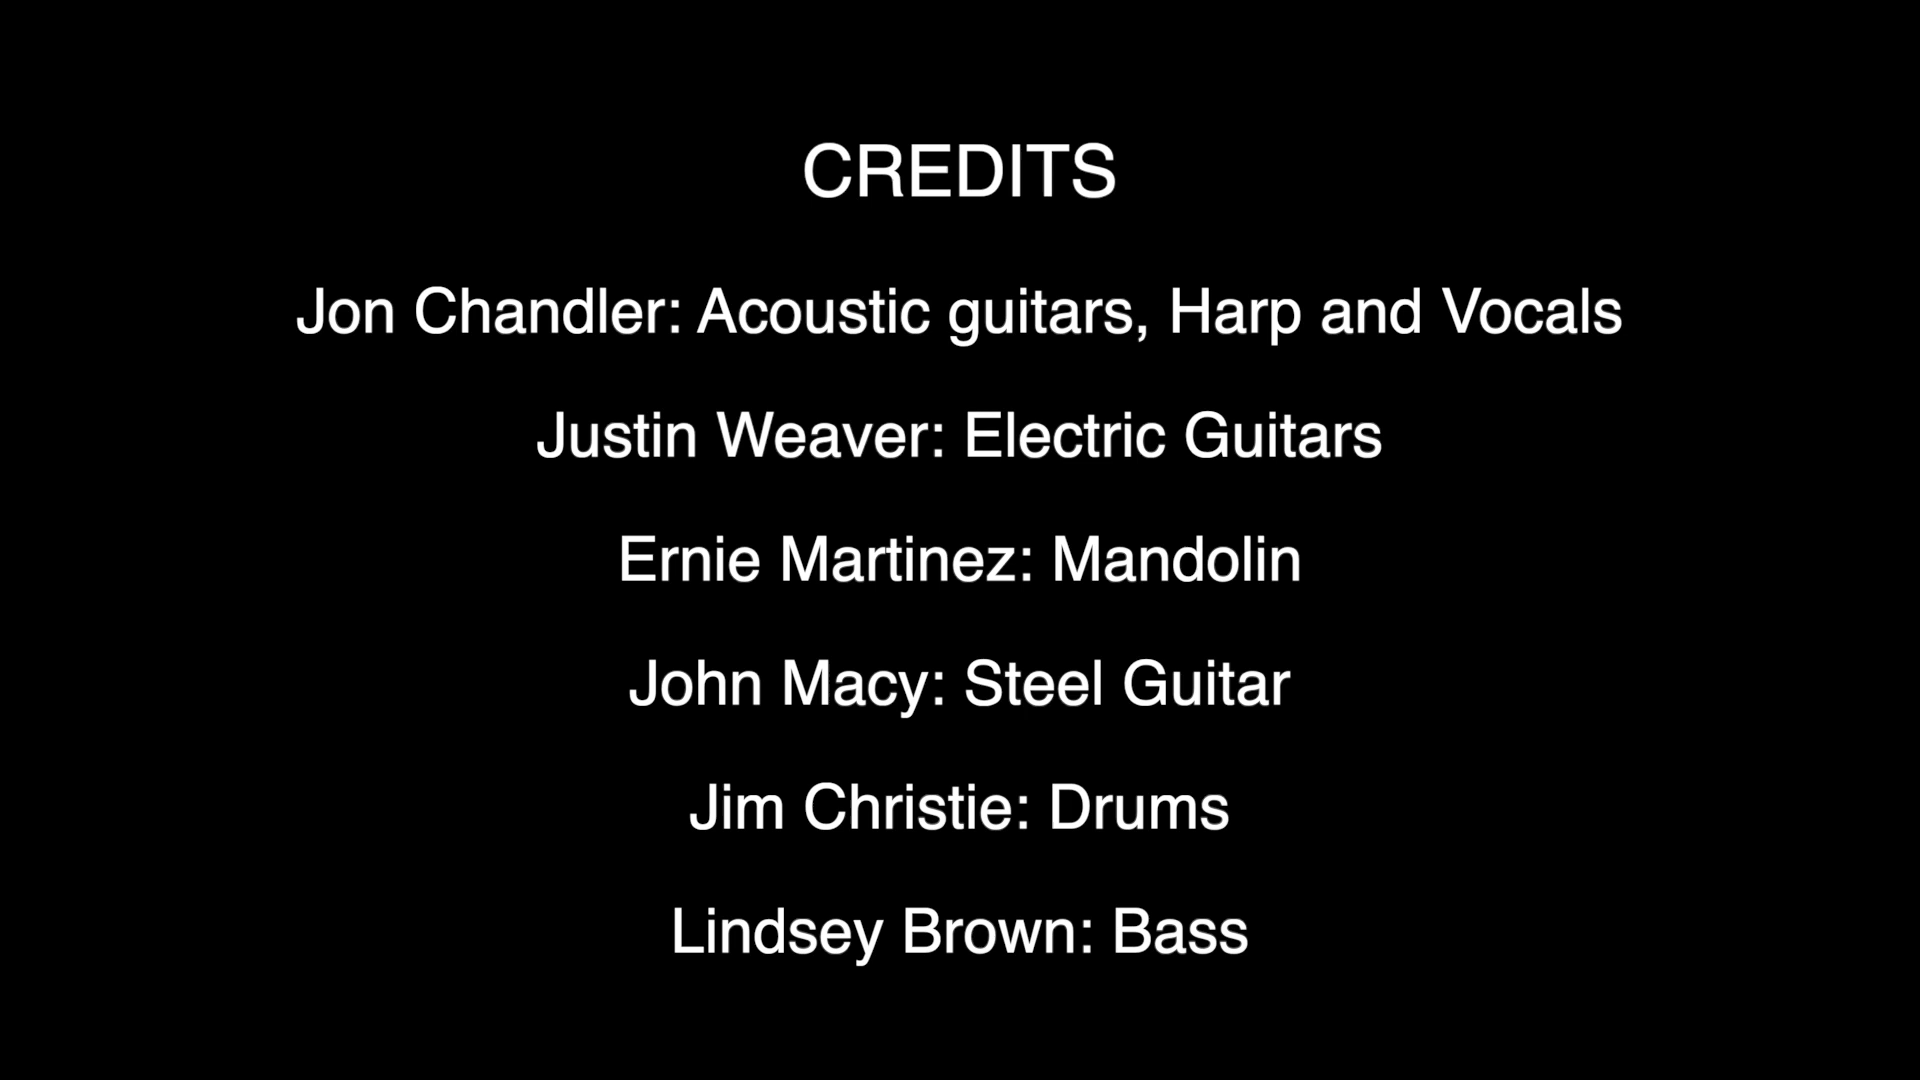 CREDITS
Jon Chandler: Acoustic guitars, Harp and Vocals
Justin Weaver: Electric Guitars
Ernie Martinez: Mandolin
John Macy: Steel Guitar
Jim Christie: Drums
Lindsey Brown: Bass